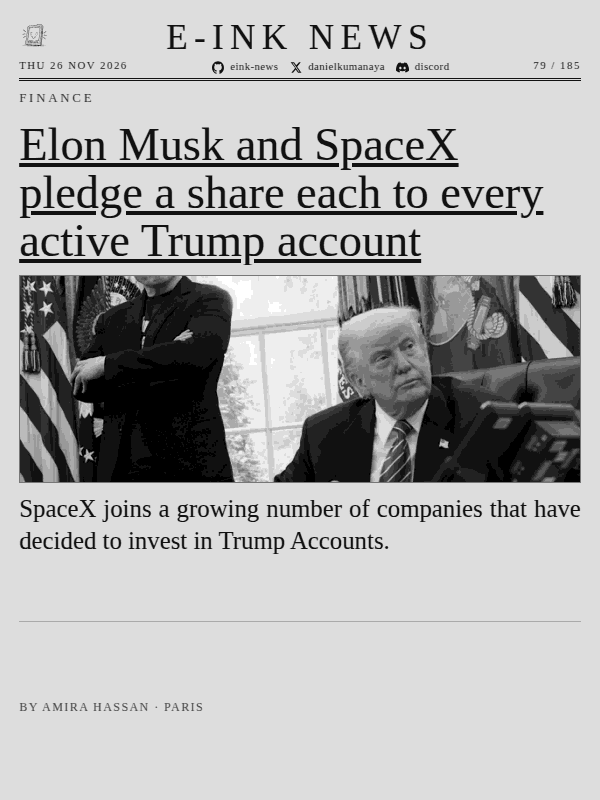 E-INK NEWS
THU 26 NOV 2026
eink-news danielkumanaya discord
79 / 185
FINANCE
Elon Musk and SpaceX
pledge a share each to every
active Trump account
SpaceX joins a growing number of companies that have
decided to invest in Trump Accounts.
BY AMIRA HASSAN · PARIS